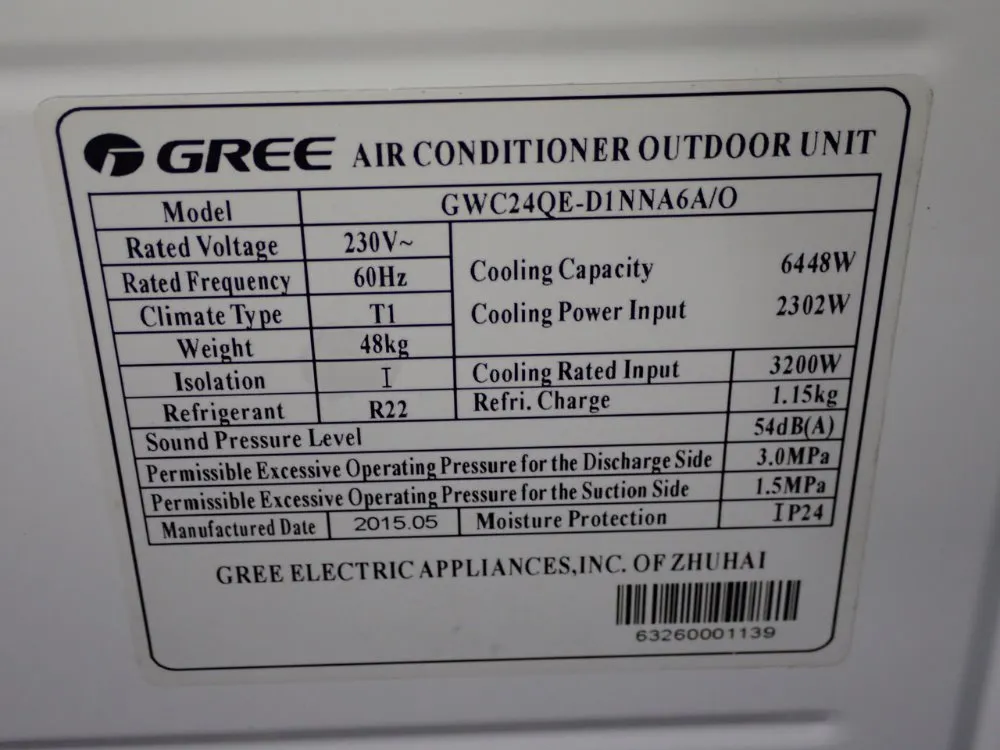 GREE AIR CONDITIONER OUTDOOR UNIT
Model GWC24QE-D1NNA6A/O
Rated Voltage 230V~
Rated Frequency 60Hz
Cooling Capacity 6448W
Climate Type T1
Cooling Power Input 2302W
Weight 48kg
Isolation I
Cooling Rated Input 3200W
Refrigerant R22
Refri. Charge 1.15kg
Sound Pressure Level 54dB(A)
Permissible Excessive Operating Pressure for the Discharge Side 3.0MPa
Permissible Excessive Operating Pressure for the Suction Side 1.5MPa
Manufactured Date 2015.05 Moisture Protection IP24
GREE ELECTRIC APPLIANCES,INC. OF ZHUHAI
63260001139